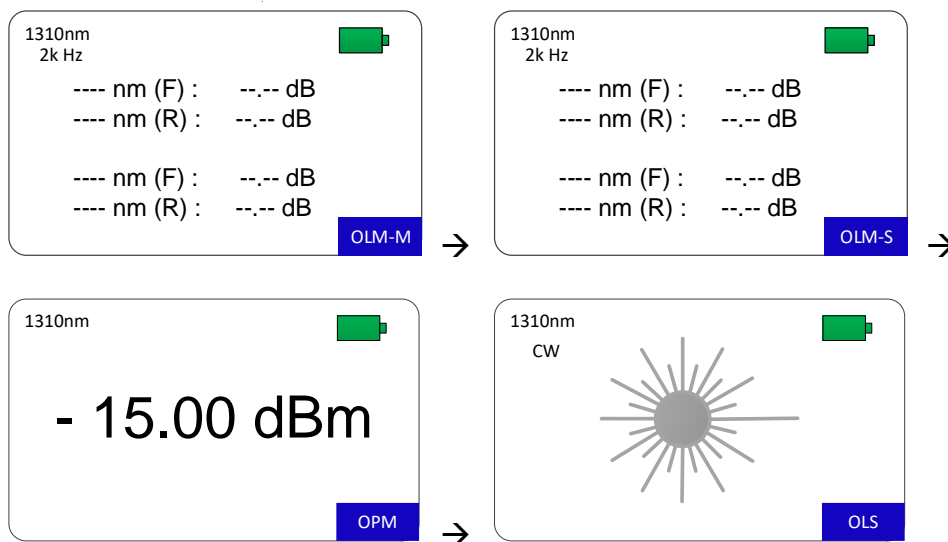 1310nm
2k Hz
---- nm (F) : --.-- dB
---- nm (R) : --.-- dB
---- nm (F) : --.-- dB
---- nm (R) : --.-- dB
OLM-M
→
1310nm
2k Hz
---- nm (F) : --.-- dB
---- nm (R) : --.-- dB
---- nm (F) : --.-- dB
---- nm (R) : --.-- dB
OLM-S
→
1310nm
- 15.00 dBm
OPM
→
1310nm
CW
OLS